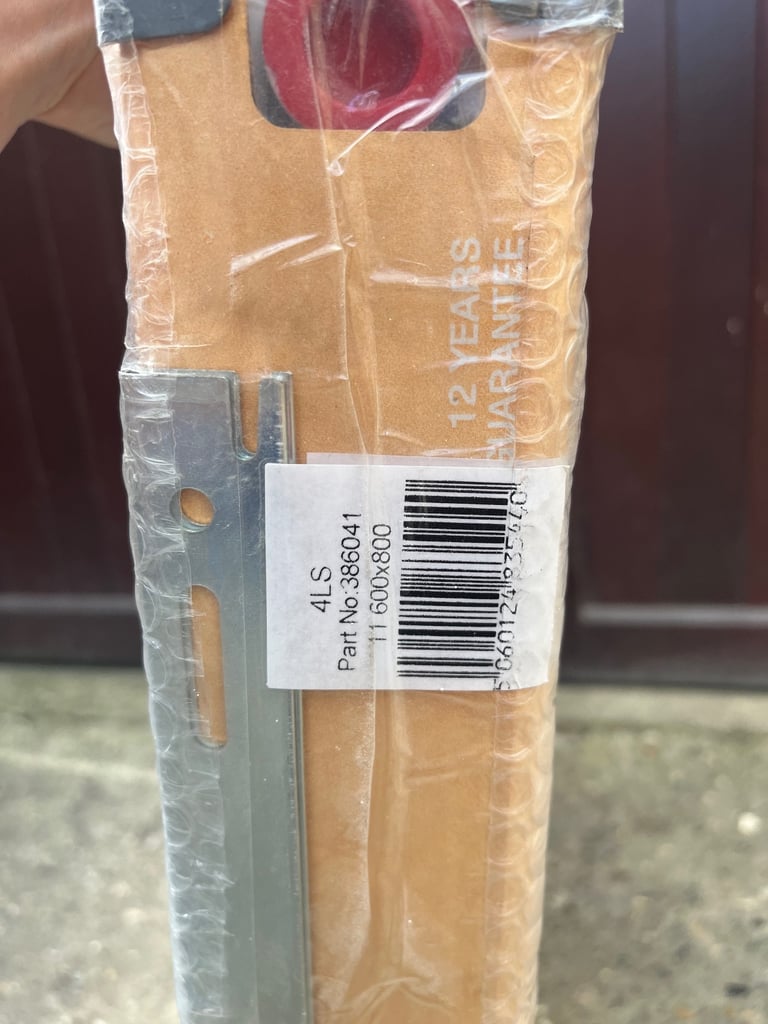 12 YEARS
GUARANTEE
4LS
Part No:386041
11 600x800